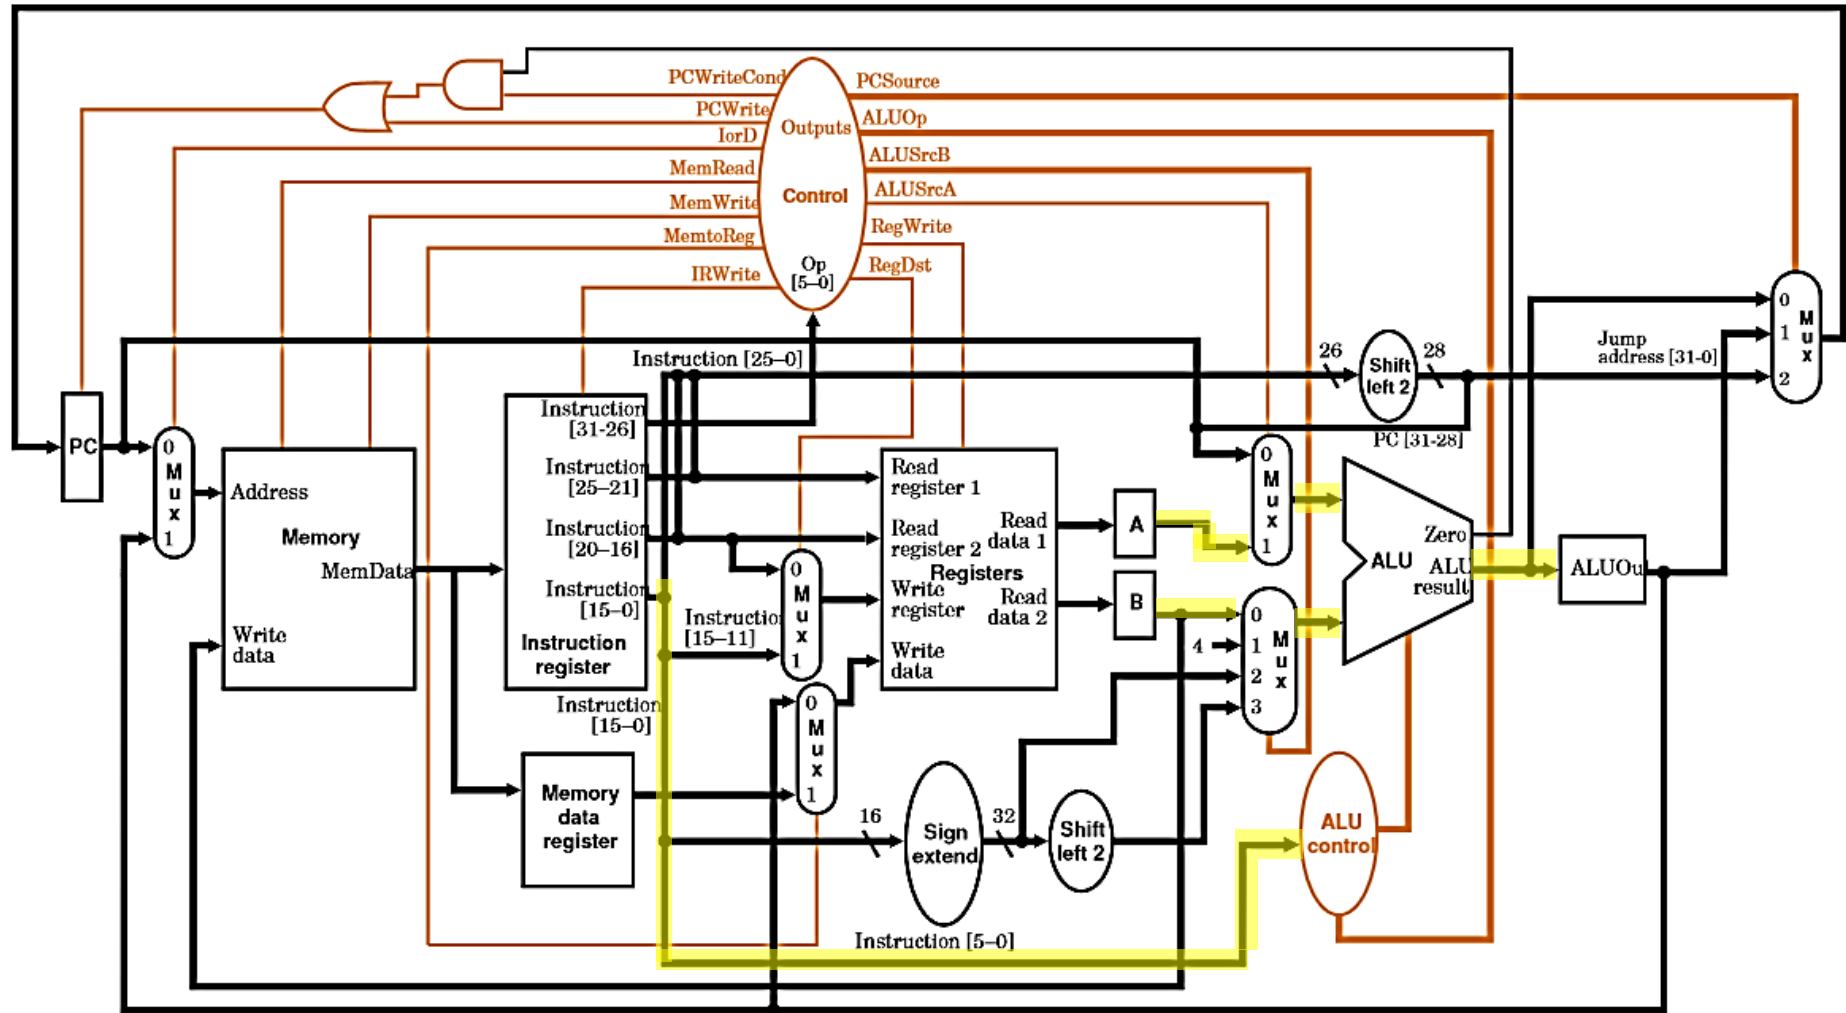 PCWriteCond
PCSource
PCWrite
ALUOp
Outputs
IorD
ALUSrcB
MemRead
ALUSrcA
Control
MemWrite
RegWrite
MemtoReg
RegDst
Op
[5–0]
IRWrite
0
M
u
x
1
2
Jump
address [31-0]
Instruction [25–0]
26
Shift
left 2
28
PC [31-28]
PC
0
M
u
x
1
Address
Memory
MemData
Write
data
Instruction
[31-26]
Instruction
[25–21]
Instruction
[20–16]
Instruction
[15–0]
Instruction
register
Instruction
[15–11]
0
M
u
x
1
Read
register 1
Read
register 2
Registers
Write
register
Write
data
Read
data 1
Read
data 2
A
B
0
M
u
x
1
4
0
1
2
3
M
u
x
ALU
Zero
ALU
result
ALUOu
Instruction
[15–0]
Memory
data
register
0
M
u
x
1
16
Sign
extend
32
Shift
left 2
ALU
control
Instruction [5–0]